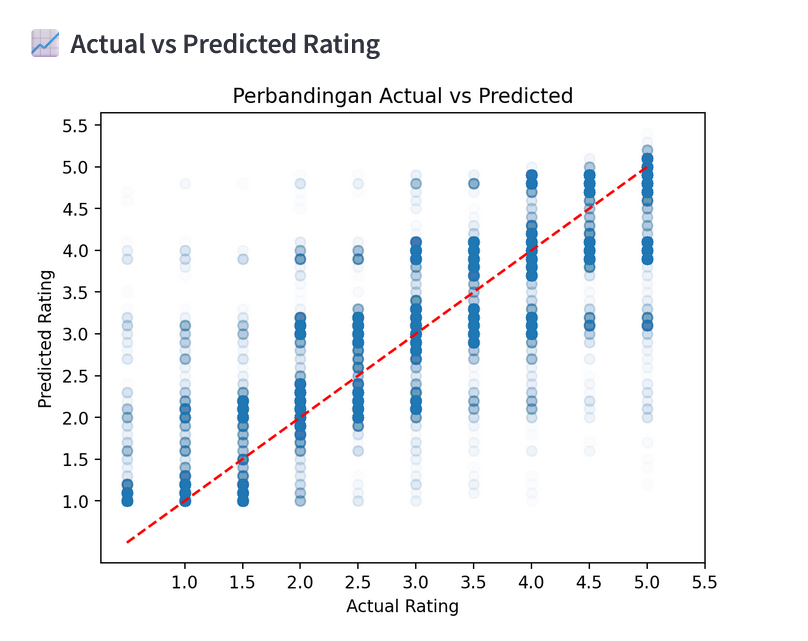 Actual vs Predicted Rating
Perbandingan Actual vs Predicted
5.5
5.0
4.5
4.0
3.5
3.0
2.5
2.0
1.5
1.0
Predicted Rating
1.0 1.5 2.0 2.5 3.0 3.5 4.0 4.5 5.0 5.5
Actual Rating